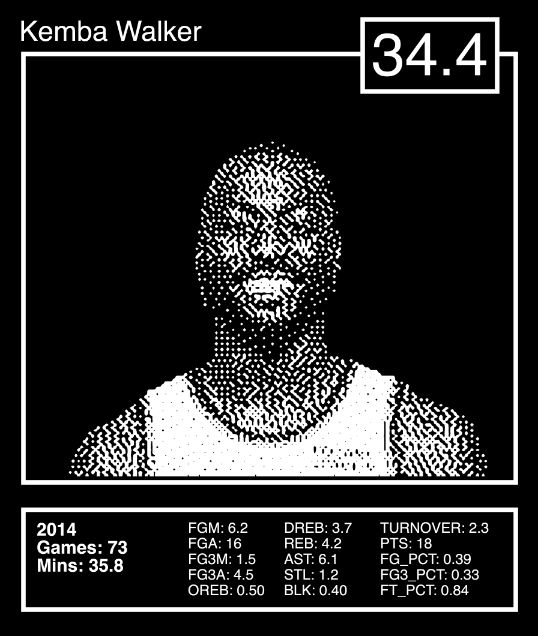 Kemba Walker
34.4
2014
Games: 73
Mins: 35.8
FGM: 6.2
FGA: 16
FG3M: 1.5
FG3A: 4.5
OREB: 0.50
DREB: 3.7
REB: 4.2
AST: 6.1
STL: 1.2
BLK: 0.40
TURNOVER: 2.3
PTS: 18
FG_PCT: 0.39
FG3_PCT: 0.33
FT_PCT: 0.84